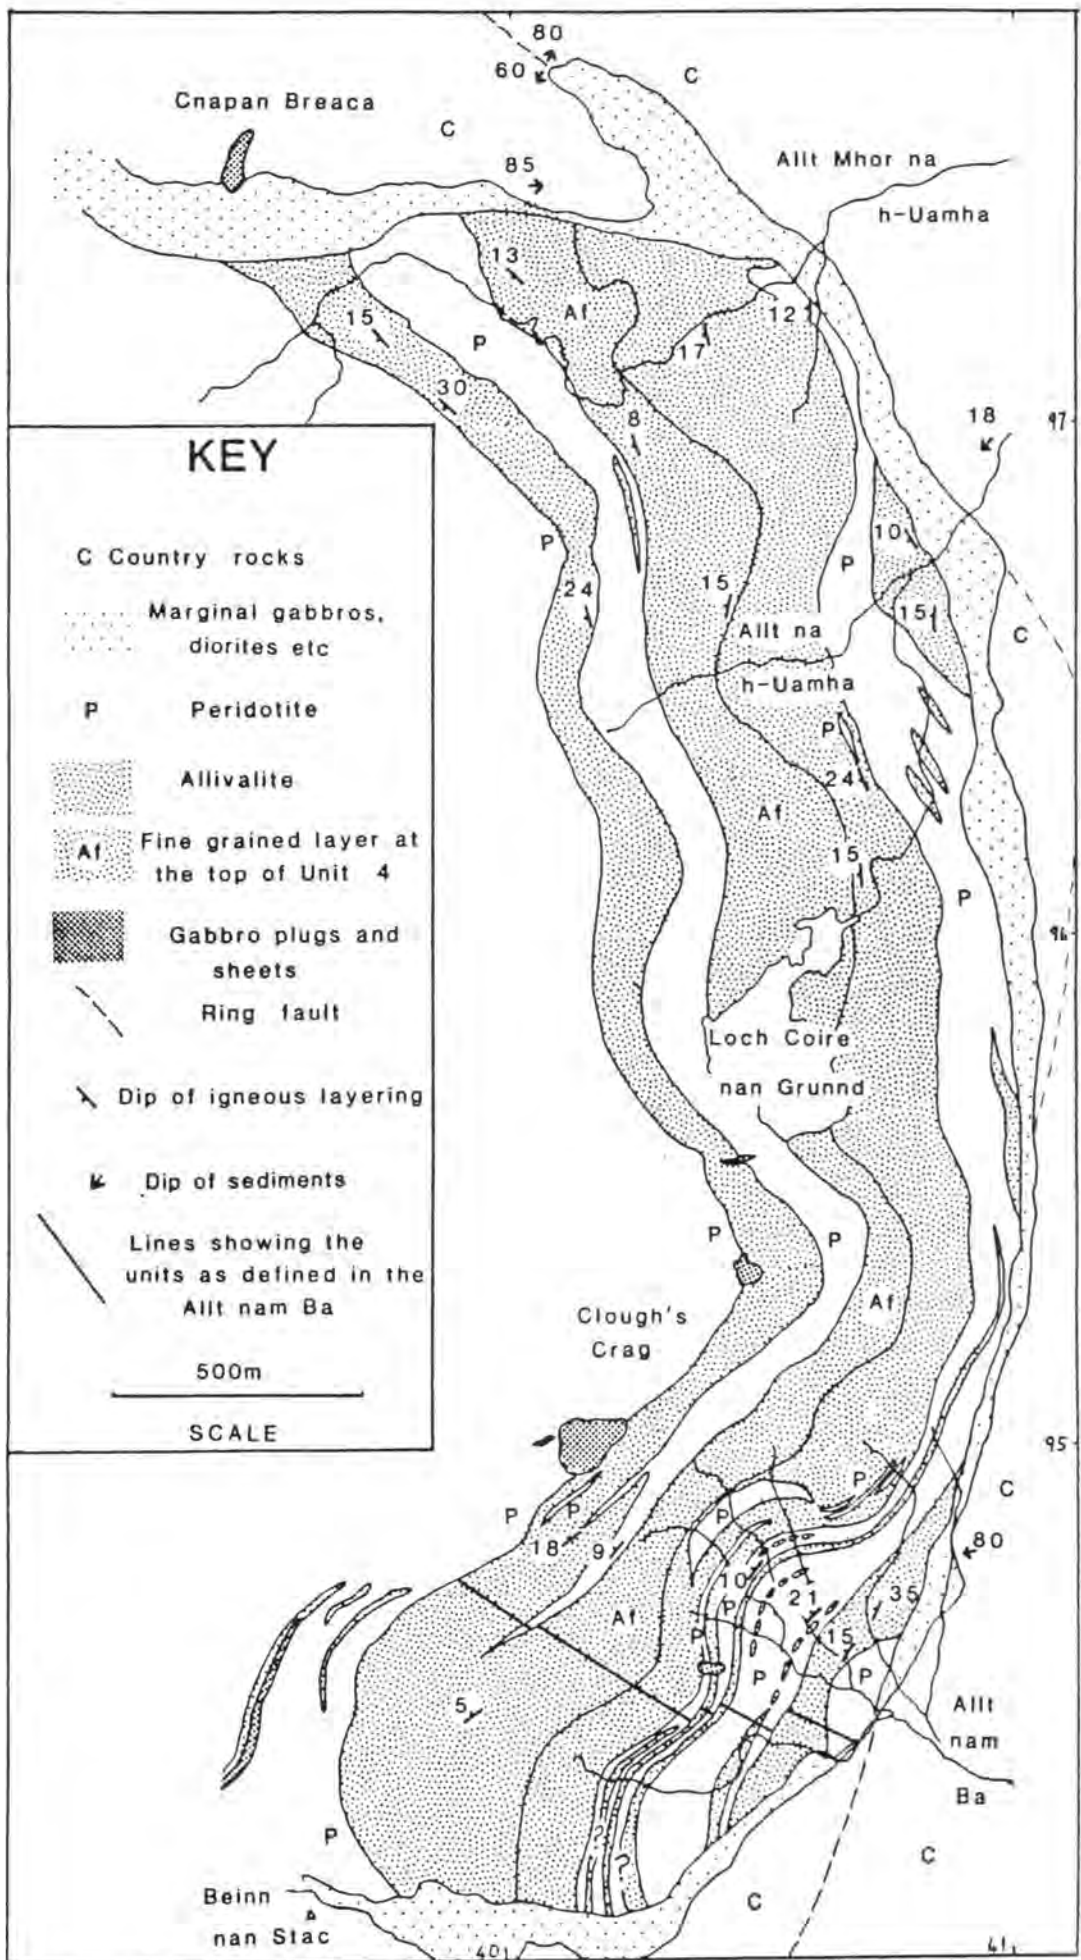 80
60
C
Cnapan Breaca
C
Allt Mhor na
h-Uamha
85
13
Af
12
15
P
17
30
8
18
97
KEY
C Country rocks
Marginal gabbros,
diorites etc
P Peridotite
Allivalite
Af Fine grained layer at
the top of Unit 4
Gabbro plugs and
sheets
Ring fault
Dip of igneous layering
Dip of sediments
Lines showing the
units as defined in the
Allt nam Ba
500m
SCALE
10
P
P
24
15
15
C
Allt na
h-Uamha
P
24
Af
15
P
96
Loch Coire
nan Grunnd
P
P
Af
Clough's
Crag
95
P
C
P
P
P
18
9
80
10
21
35
Af
P
15
P
P
P
5
Allt
nam
Ba
P
?
?
C
C
Beinn
nan Stac
40
41